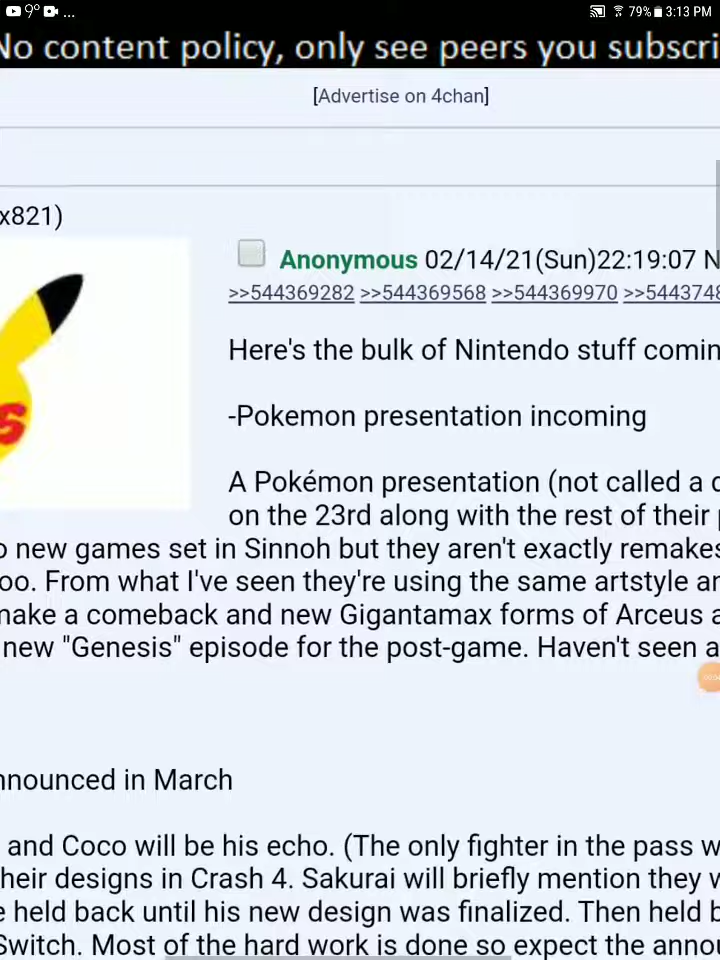 9° ... 79% 3:13 PM
No content policy, only see peers you subscri
[Advertise on 4chan]
x821)
Anonymous 02/14/21(Sun)22:19:07 N
>>544369282 >>544369568 >>544369970 >>5443748
Here's the bulk of Nintendo stuff comin
-Pokemon presentation incoming
A Pokémon presentation (not called a d
on the 23rd along with the rest of their p
o new games set in Sinnoh but they aren't exactly remakes
oo. From what I've seen they're using the same artstyle an
make a comeback and new Gigantamax forms of Arceus a
new "Genesis" episode for the post-game. Haven't seen a
nnounced in March
and Coco will be his echo. (The only fighter in the pass w
heir designs in Crash 4. Sakurai will briefly mention they w
e held back until his new design was finalized. Then held b
Switch. Most of the hard work is done so expect the annou